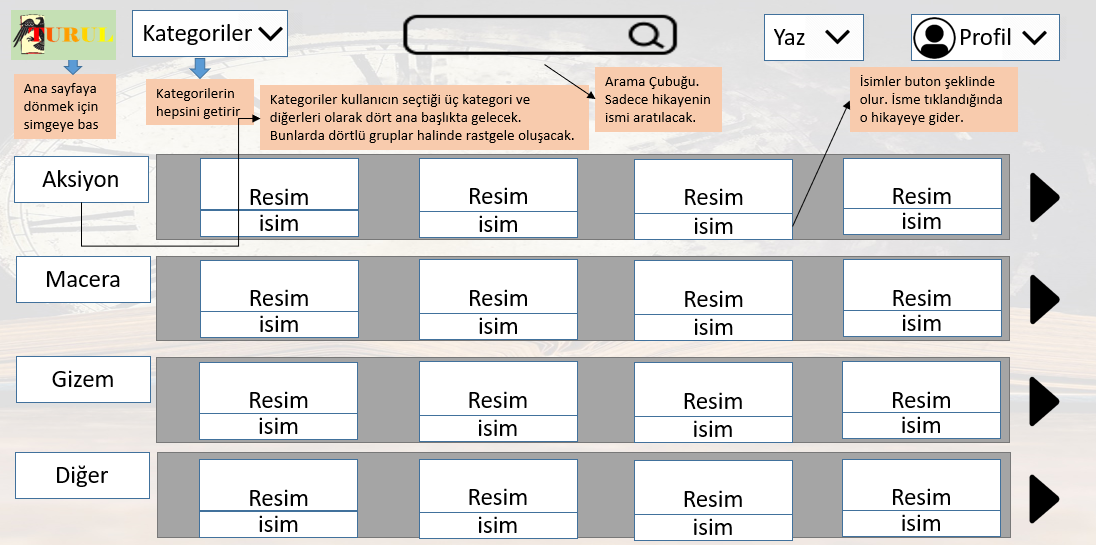 TURUL
Kategoriler
Yaz
Profil
Ana sayfaya
dönmek için
simgeye bas
Kategorilerin
hepsini getirir
Kategoriler kullanıcın seçtiği üç kategori ve
diğerleri olarak dört ana başlıkta gelecek.
Bunlarda dörtlü gruplar halinde rastgele oluşacak.
Arama Çubuğu.
Sadece hikayenin
ismi aratılacak.
İsimler buton şeklinde
olur. İsme tıklandığında
o hikayeye gider.
Aksiyon
Resim
isim
Resim
isim
Resim
isim
Resim
isim
Macera
Resim
isim
Resim
isim
Resim
isim
Resim
isim
Gizem
Resim
isim
Resim
isim
Resim
isim
Resim
isim
Diğer
Resim
isim
Resim
isim
Resim
isim
Resim
isim